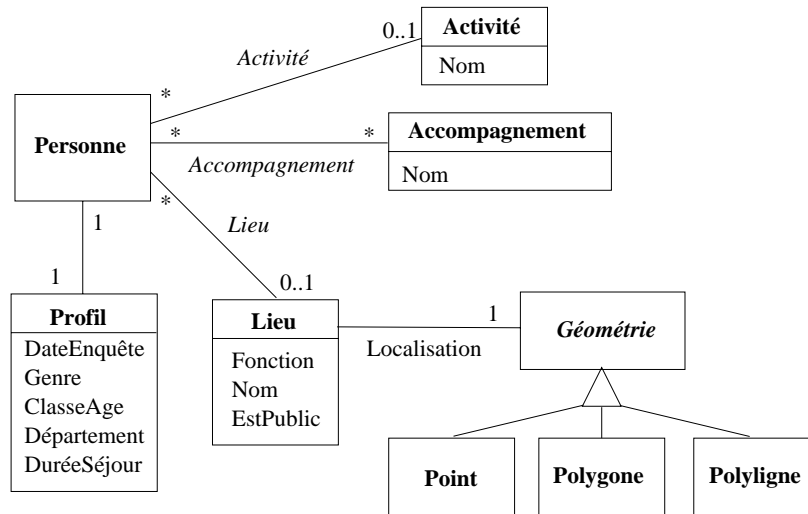 Activité
Nom
0..1
Activité
*
Personne
*
*
Accompagnement
Accompagnement
Nom
*
Lieu
1
1
0..1
Profil
DateEnquête
Genre
ClasseAge
Département
DuréeSéjour
Lieu
Fonction
Nom
EstPublic
1
Localisation
Géométrie
Point
Polygone
Polyligne